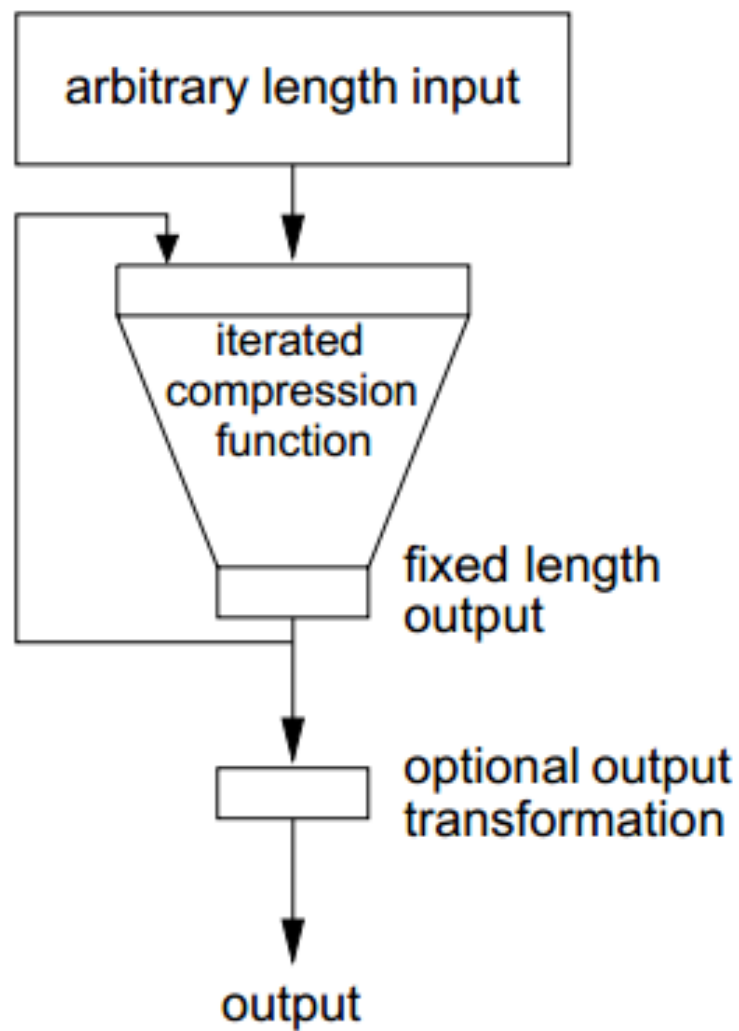 arbitrary length input
iterated
compression
function
fixed length
output
optional output
transformation
output